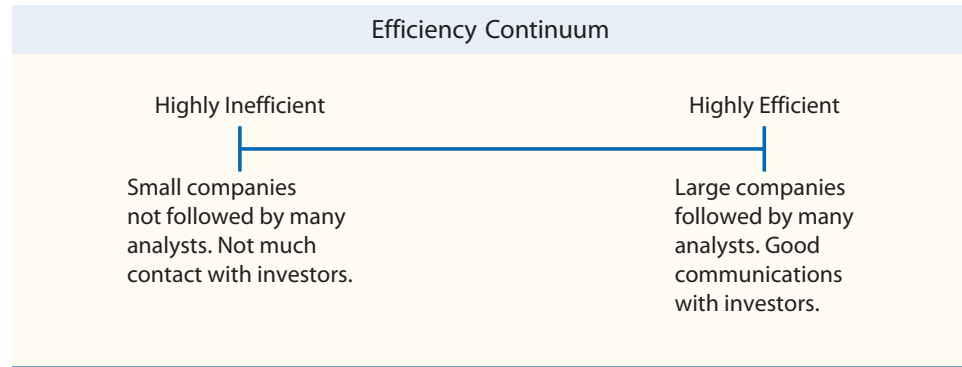 Efficiency Continuum
Highly Inefficient
Highly Efficient
Small companies
not followed by many
analysts. Not much
contact with investors.
Large companies
followed by many
analysts. Good
communications
with investors.